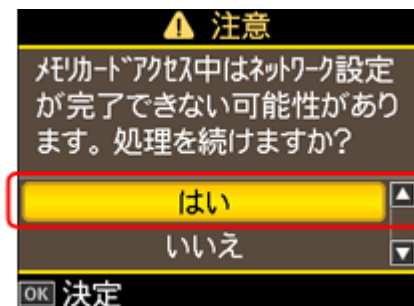 注意
メモリカードアクセス中はネットワーク設定
が完了できない可能性があり
ます。処理を続けますか?
はい
いいえ
OK 決定